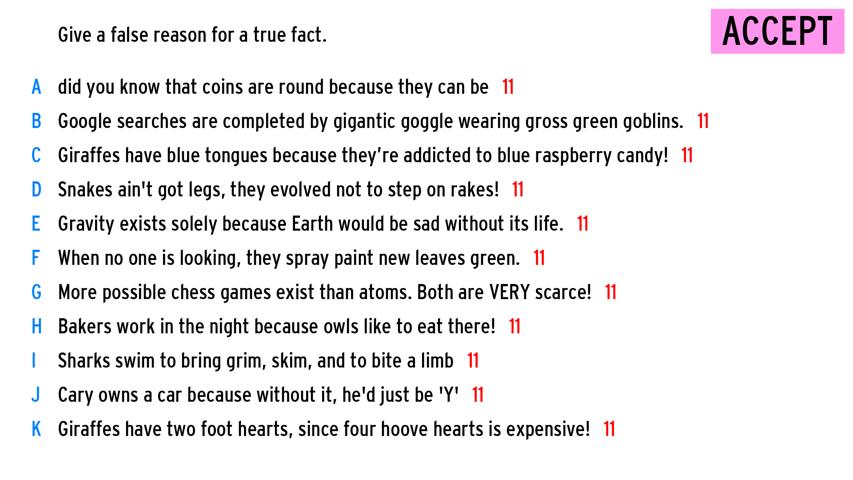 Give a false reason for a true fact.
ACCEPT
A did you know that coins are round because they can be 11
B Google searches are completed by gigantic goggle wearing gross green goblins. 11
C Giraffes have blue tongues because they’re addicted to blue raspberry candy! 11
D Snakes ain't got legs, they evolved not to step on rakes! 11
E Gravity exists solely because Earth would be sad without its life. 11
F When no one is looking, they spray paint new leaves green. 11
G More possible chess games exist than atoms. Both are VERY scarce! 11
H Bakers work in the night because owls like to eat there! 11
I Sharks swim to bring grim, skim, and to bite a limb 11
J Cary owns a car because without it, he'd just be 'Y' 11
K Giraffes have two foot hearts, since four hoove hearts is expensive! 11